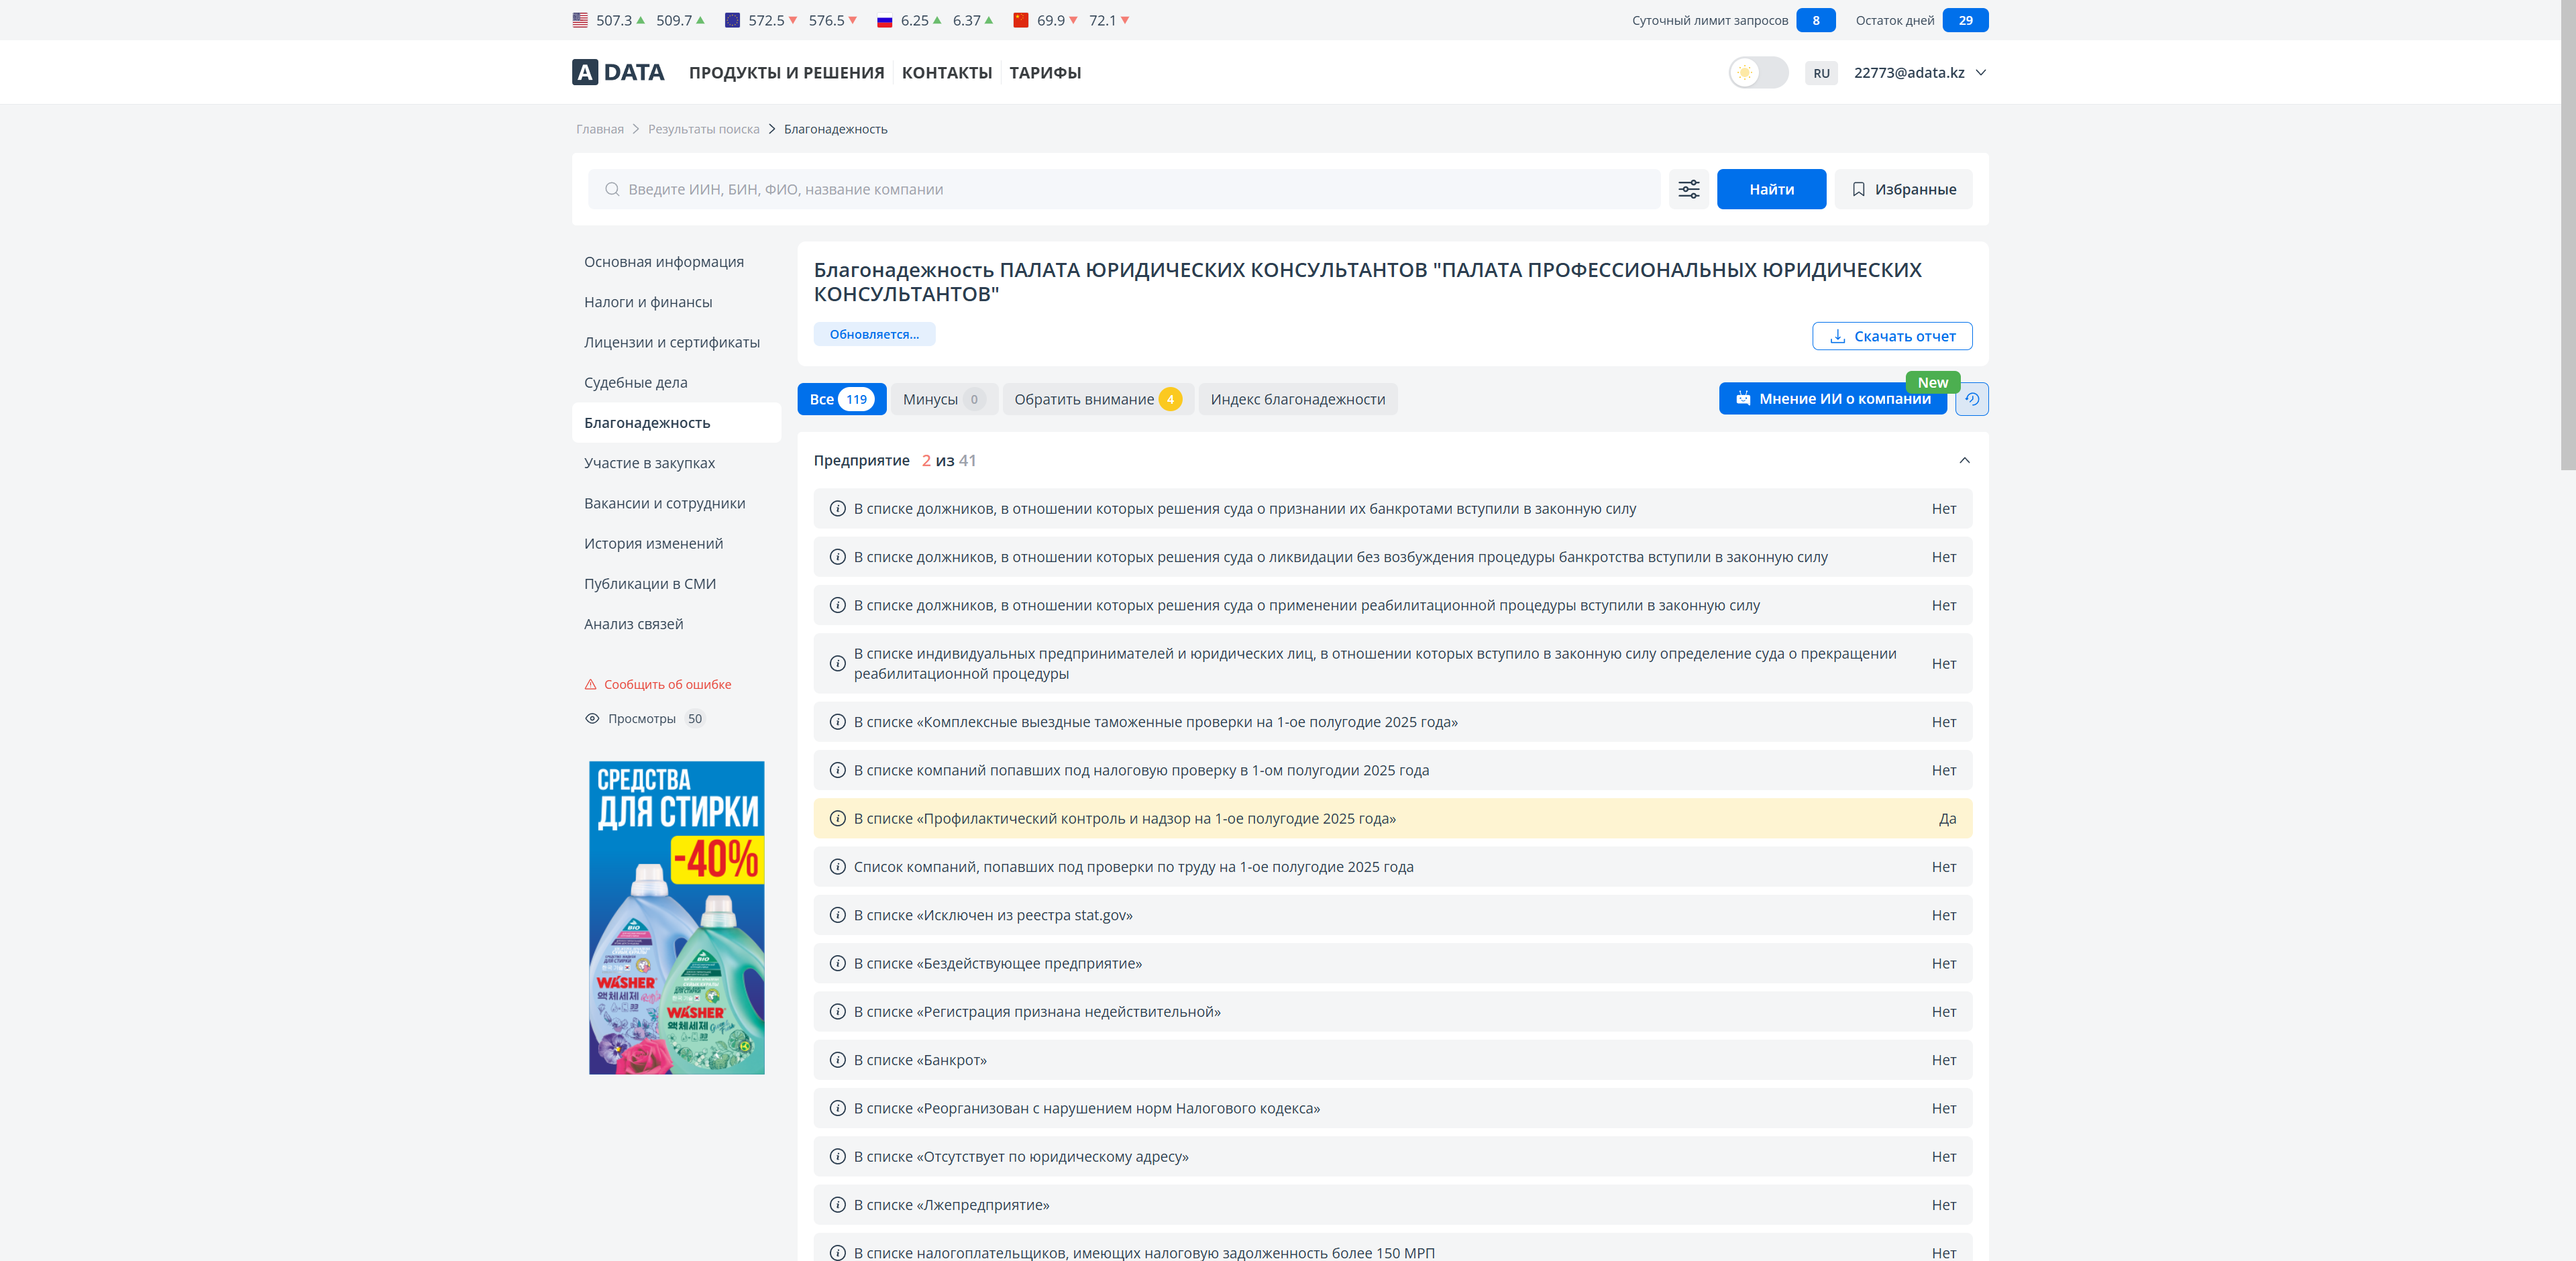 507.3 509.7 572.5 576.5 6.25 6.37 69.9 72.1 Суточный лимит запросов 8 Остаток дней 29
A DATA ПРОДУКТЫ И РЕШЕНИЯ КОНТАКТЫ ТАРИФЫ RU 22773@adata.kz
Главная Результаты поиска Благонадежность
Введите ИИН, БИН, ФИО, название компании Найти Избранные
Основная информация
Налоги и финансы
Лицензии и сертификаты
Судебные дела
Благонадежность
Участие в закупках
Вакансии и сотрудники
История изменений
Публикации в СМИ
Анализ связей
Сообщить об ошибке
Просмотры 50
СРЕДСТВА
ДЛЯ СТИРКИ
-40%
BIO
BIO
WASHER
액체세제
WASHER
액체세제
Благонадежность ПАЛАТА ЮРИДИЧЕСКИХ КОНСУЛЬТАНТОВ "ПАЛАТА ПРОФЕССИОНАЛЬНЫХ ЮРИДИЧЕСКИХ
КОНСУЛЬТАНТОВ"
Обновляется... Скачать отчет
Все 119 Минусы 0 Обратить внимание 4 Индекс благонадежности Мнение ИИ о компании New
Предприятие 2 из 41
В списке должников, в отношении которых решения суда о признании их банкротами вступили в законную силу Нет
В списке должников, в отношении которых решения суда о ликвидации без возбуждения процедуры банкротства вступили в законную силу Нет
В списке должников, в отношении которых решения суда о применении реабилитационной процедуры вступили в законную силу Нет
В списке индивидуальных предпринимателей и юридических лиц, в отношении которых вступило в законную силу определение суда о прекращении
реабилитационной процедуры Нет
В списке «Комплексные выездные таможенные проверки на 1-ое полугодие 2025 года» Нет
В списке компаний попавших под налоговую проверку в 1-ом полугодии 2025 года Нет
В списке «Профилактический контроль и надзор на 1-ое полугодие 2025 года» Да
Список компаний, попавших под проверки по труду на 1-ое полугодие 2025 года Нет
В списке «Исключен из реестра stat.gov» Нет
В списке «Бездействующее предприятие» Нет
В списке «Регистрация признана недействительной» Нет
В списке «Банкрот» Нет
В списке «Реорганизован с нарушением норм Налогового кодекса» Нет
В списке «Отсутствует по юридическому адресу» Нет
В списке «Лжепредприятие» Нет
В списке налогоплательщиков, имеющих налоговую задолженность более 150 МРП Нет